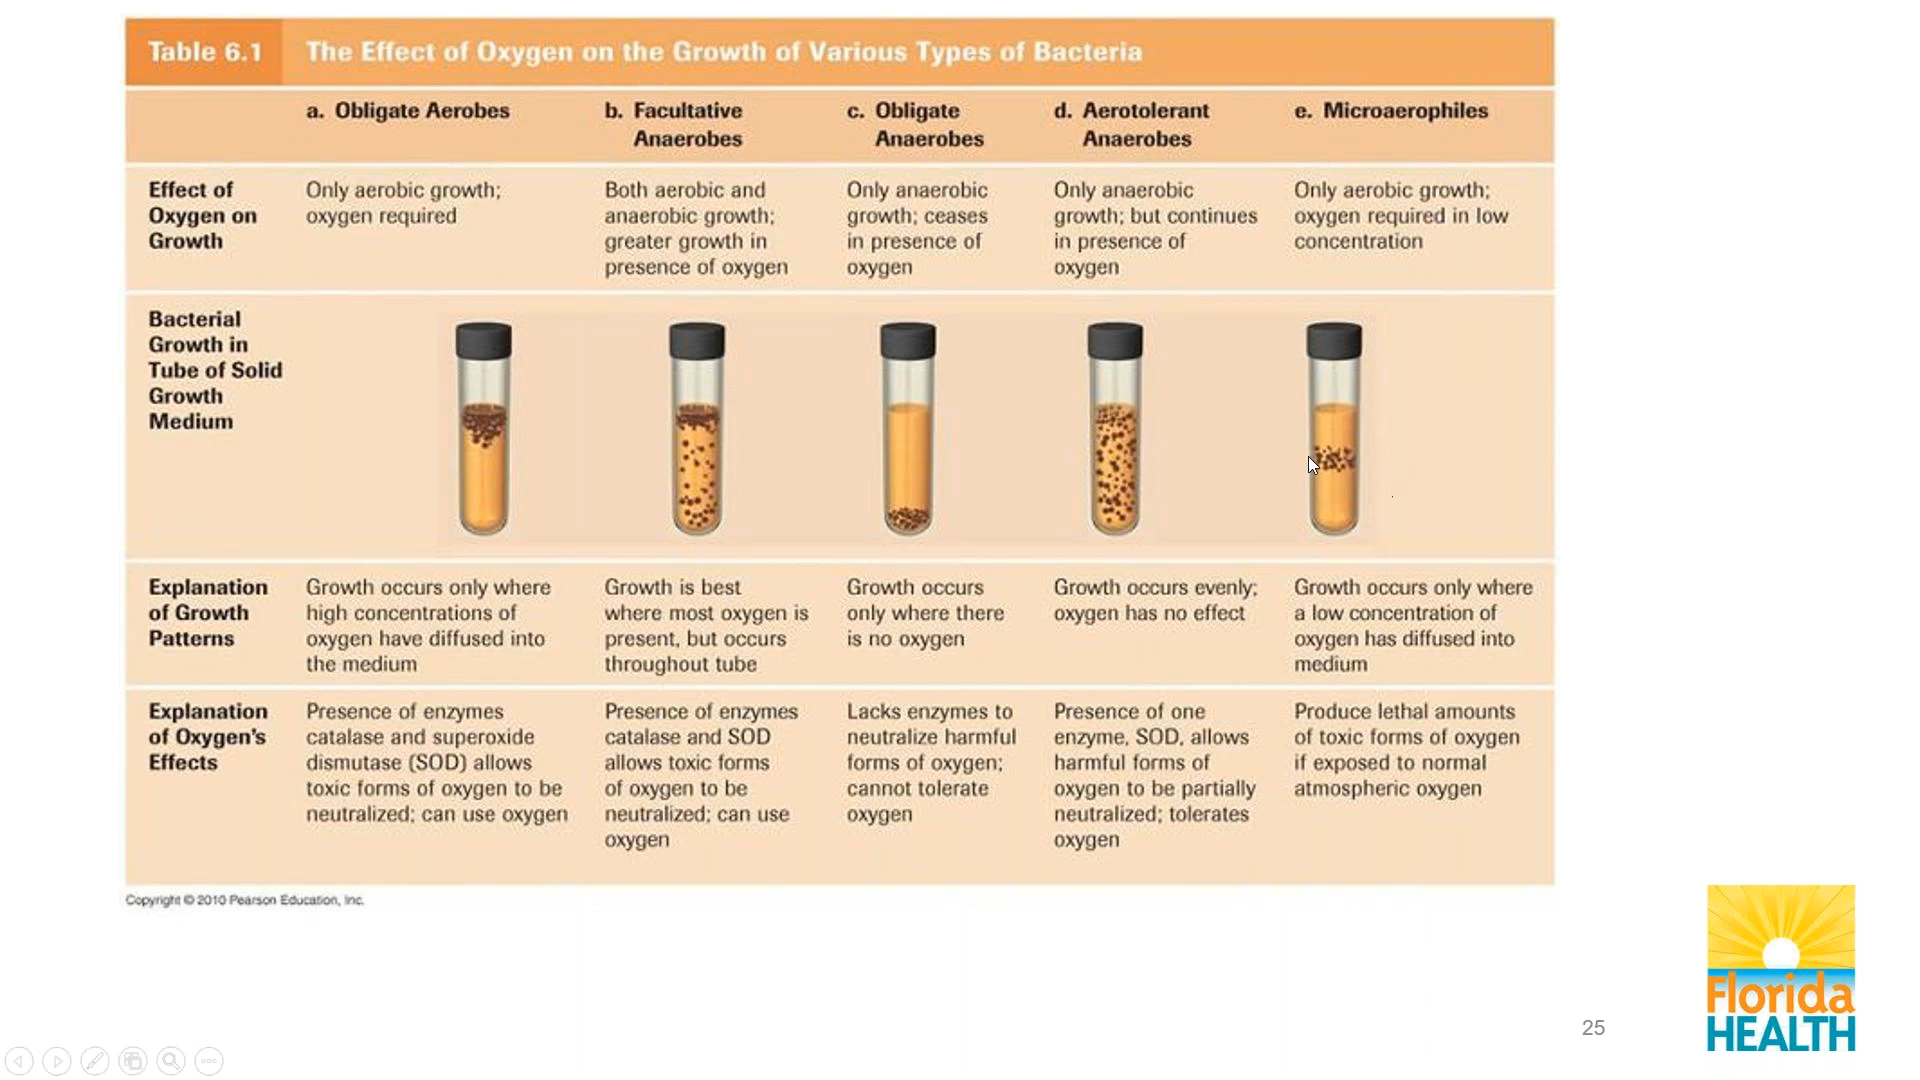 Table 6.1 The Effect of Oxygen on the Growth of Various Types of Bacteria
a. Obligate Aerobes
b. Facultative
Anaerobes
c. Obligate
Anaerobes
d. Aerotolerant
Anaerobes
e. Microaerophiles
Effect of
Oxygen on
Growth
Only aerobic growth;
oxygen required
Both aerobic and
anaerobic growth;
greater growth in
presence of oxygen
Only anaerobic
growth; ceases
in presence of
oxygen
Only anaerobic
growth; but continues
in presence of
oxygen
Only aerobic growth;
oxygen required in low
concentration
Bacterial
Growth in
Tube of Solid
Growth
Medium
Explanation
of Growth
Patterns
Growth occurs only where
high concentrations of
oxygen have diffused into
the medium
Growth is best
where most oxygen is
present, but occurs
throughout tube
Growth occurs
only where there
is no oxygen
Growth occurs evenly;
oxygen has no effect
Growth occurs only where
a low concentration of
oxygen has diffused into
medium
Explanation
of Oxygen's
Effects
Presence of enzymes
catalase and superoxide
dismutase (SOD) allows
toxic forms of oxygen to be
neutralized; can use oxygen
Presence of enzymes
catalase and SOD
allows toxic forms
of oxygen to be
neutralized; can use
oxygen
Lacks enzymes to
neutralize harmful
forms of oxygen;
cannot tolerate
oxygen
Presence of one
enzyme, SOD, allows
harmful forms of
oxygen to be partially
neutralized; tolerates
oxygen
Produce lethal amounts
of toxic forms of oxygen
if exposed to normal
atmospheric oxygen
Copyright © 2010 Pearson Education, Inc.
25
Florida
HEALTH